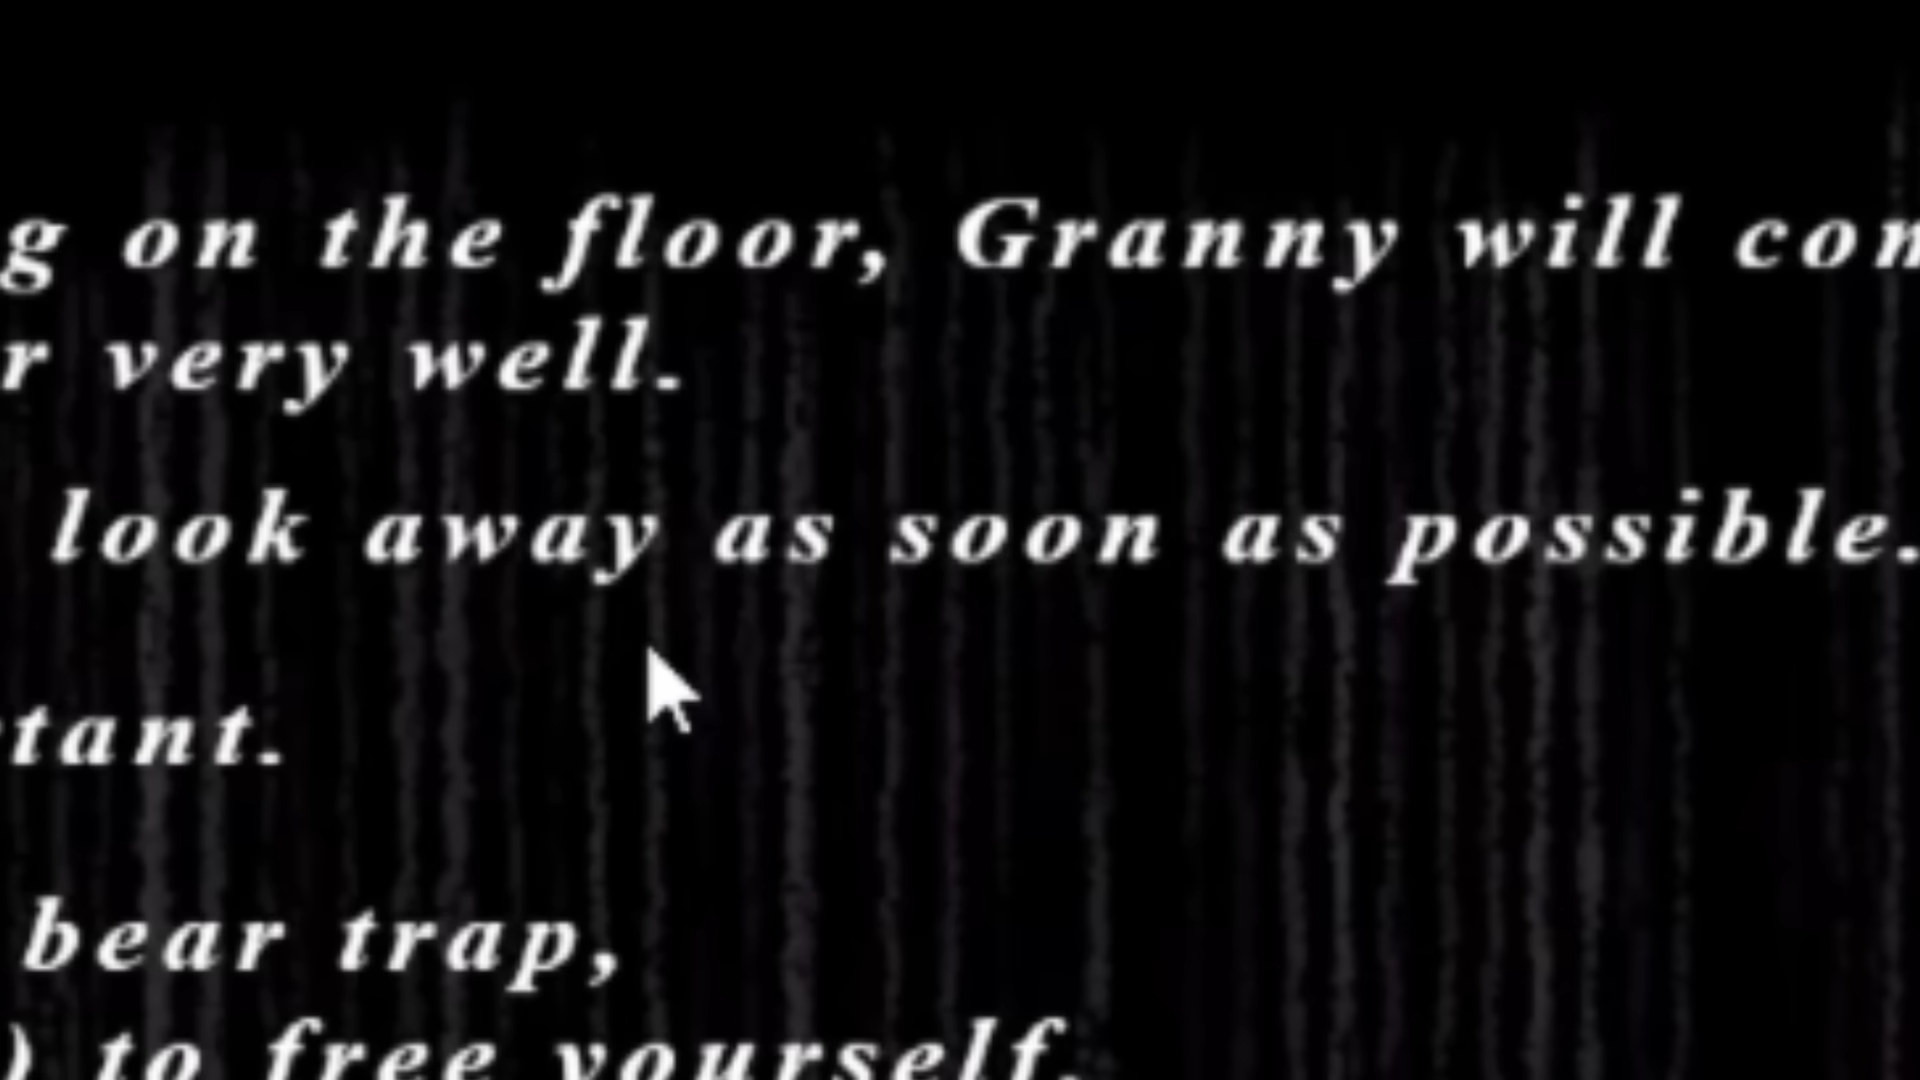 g on the floor, Granny will con
r very well.
look away as soon as possible.
tant.
bear trap,
) to free yourself.